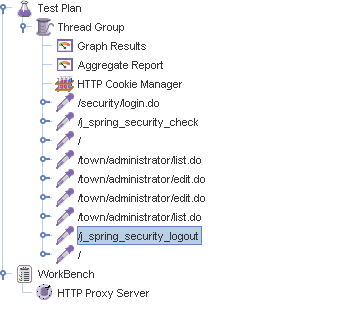 Test Plan
Thread Group
Graph Results
Aggregate Report
HTTP Cookie Manager
/security/login.do
/j_spring_security_check
/
/town/administrator/list.do
/town/administrator/edit.do
/town/administrator/edit.do
/town/administrator/list.do
/j_spring_security_logout
/
WorkBench
HTTP Proxy Server